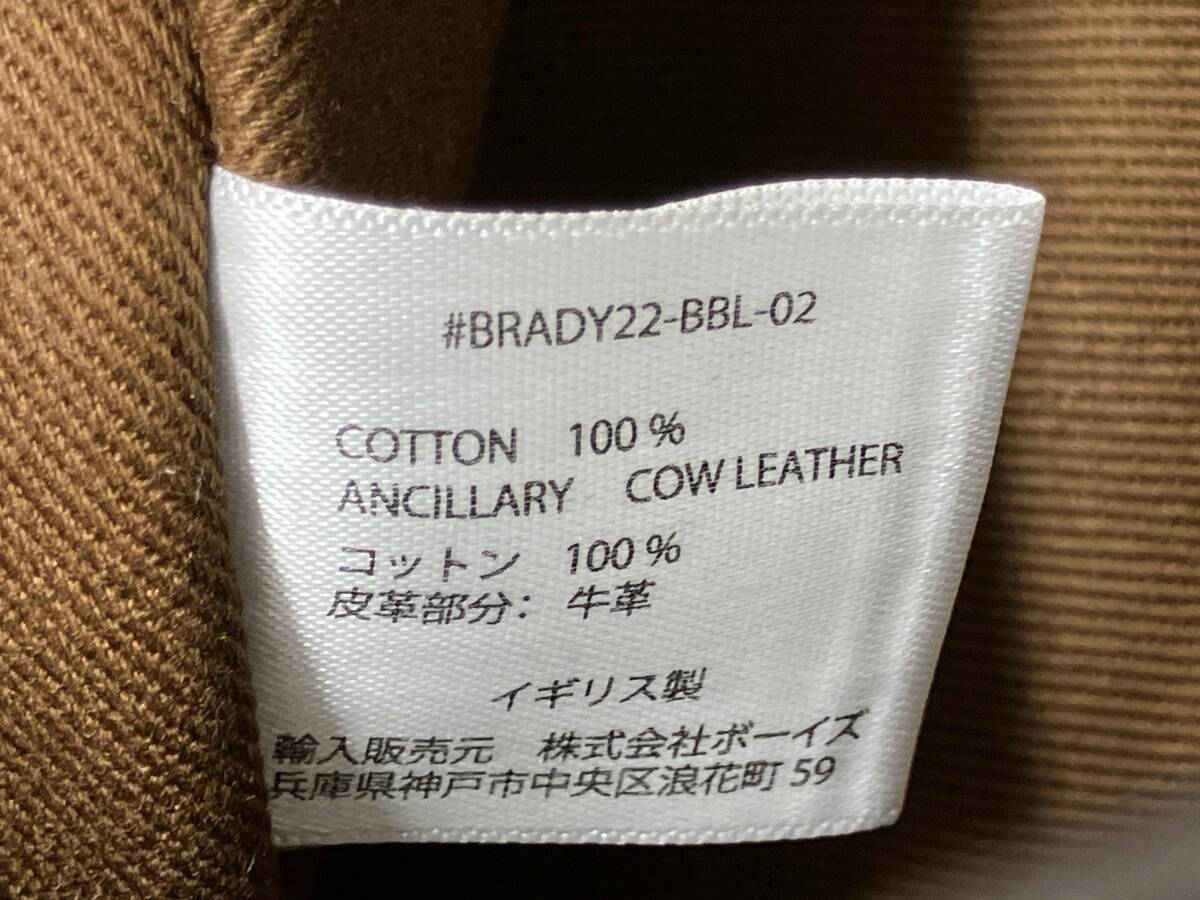 #BRADY22-BBL-02
COTTON 100%
ANCILLARY COW LEATHER
コットン 100%
皮革部分: 牛革
イギリス製
輸入販売元 株式会社ボーイズ
兵庫県神戸市中央区浪花町59